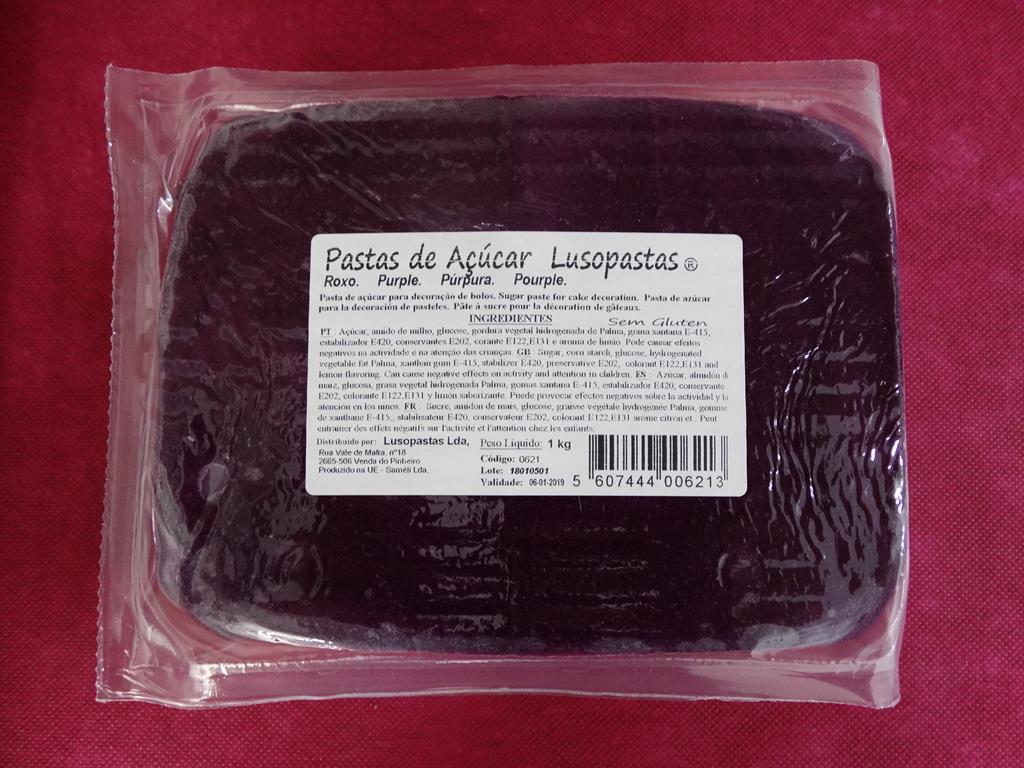 Pastas de Açúcar Lusopastas ®
Roxo. Purple. Púrpura. Pourple.
Pasta de açúcar para decoração de bolos. Sugar paste for cake decoration. Pasta de azúcar
para la decoración de pasteles. Pâte à sucre pour la décoration de gâteaux.
INGREDIENTES
Sem Gluten
PT : Açúcar, amido de milho, glucose, gordura vegetal hidrogenada de Palma, goma xantana E-415,
estabilizador E420, conservantes E202, corante E122,E131 e aroma de limão. Pode causar efeitos
negativos na actividade e na atenção das crianças. GB : Sugar, corn starch, glucose, hydrogenated
vegetable fat Palma, xanthan gum E-415, stabilizer E420, preservative E202, colorant E122,E131 and
lemon flavoring. Can cause negative effects on activity and attention in children. ES : Azúcar, almidón d
maiz, glucosa, grasa vegetal hidrogenada Palma, gomas xantana E-415, estabilizador E420, conservante
E202, colorante E122,E131 y limón saborizante. Puede provocar efectos negativos sobre la actividad y la
atención en los ninos. FR : Sucre, amidon de mais, glucose, graisse végétale hydrogénée Palma, gomme
de xanthane E-415,, stabilisateur E420, conservateur E202, colorant E122,E131 arôme citron et : Peut
entrainer des effets négatifs sur l'activité et l'attention chez les enfants.
Distribuído por: Lusopastas Lda,
Rua Vale de Mafra, nº18
2665-506 Venda do Pinheiro
Produzido na UE - Saméli Lda,
Peso Líquido: 1 kg
Código: 0621
Lote: 18010501
Validade: 06-01-2019
5 607444 006213